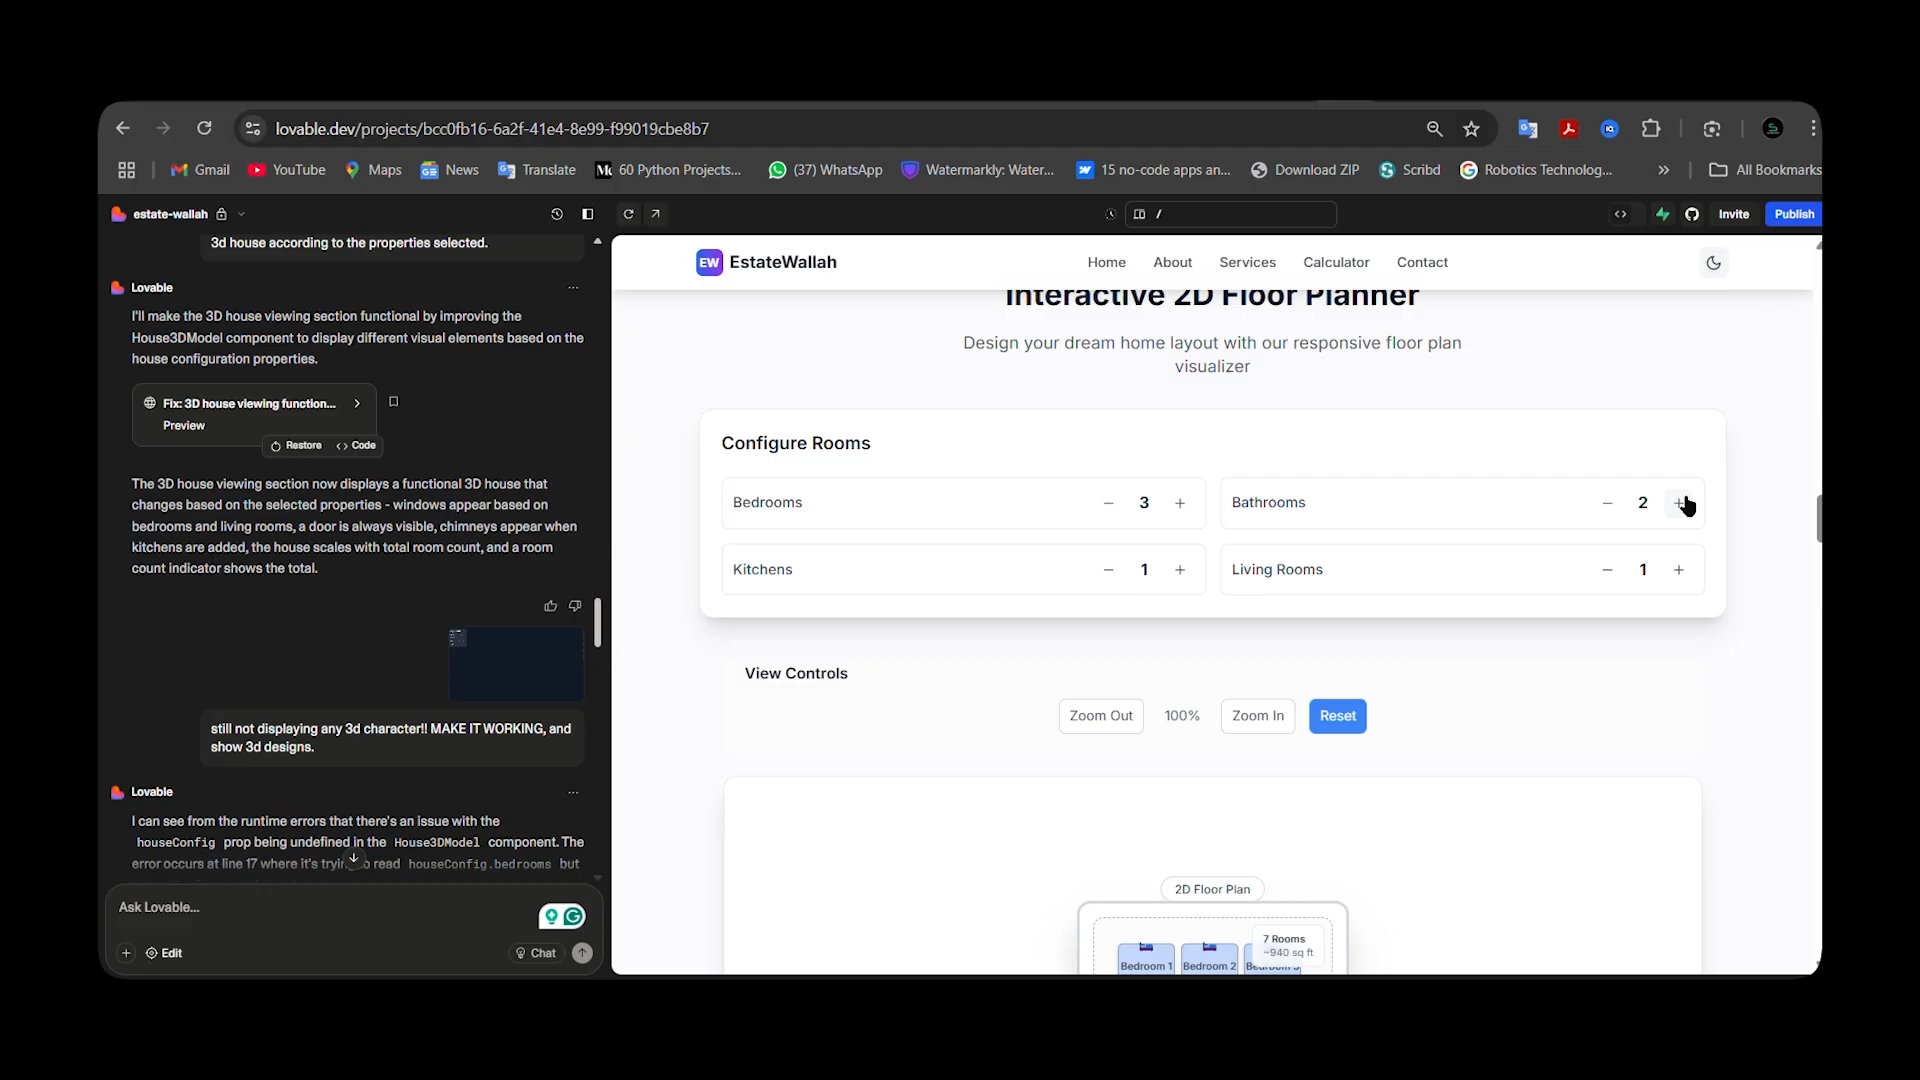 lovable.dev/projects/bcc0fb16-6a2f-41e4-8e99-f99019cbe8b7
Gmail YouTube Maps News Translate 60 Python Projects... (37) WhatsApp Watermarkly: Water... 15 no-code apps an... Download ZIP Scribd Robotics Technolog... » All Bookmarks
estate-wallah
/
Invite
Publish
3d house according to the properties selected.
Lovable
I'll make the 3D house viewing section functional by improving the
House3DModel component to display different visual elements based on the
house configuration properties.
Fix: 3D house viewing function...
Preview
Restore
Code
The 3D house viewing section now displays a functional 3D house that
changes based on the selected properties - windows appear based on
bedrooms and living rooms, a door is always visible, chimneys appear when
kitchens are added, the house scales with total room count, and a room
count indicator shows the total.
still not displaying any 3d character!! MAKE IT WORKING, and
show 3d designs.
Lovable
I can see from the runtime errors that there's an issue with the
houseConfig prop being undefined in the House3DModel component. The
error occurs at line 17 where it's read houseConfig.bedrooms but
Ask Lovable...
Edit
Chat
EW EstateWallah
Home About Services Calculator Contact
Interactive 2D Floor Planner
Design your dream home layout with our responsive floor plan
visualizer
Configure Rooms
Bedrooms − 3 +
Bathrooms − 2 +
Kitchens − 1 +
Living Rooms − 1 +
View Controls
Zoom Out 100% Zoom In Reset
2D Floor Plan
7 Rooms
~940 sq ft
Bedroom 1 Bedroom 2